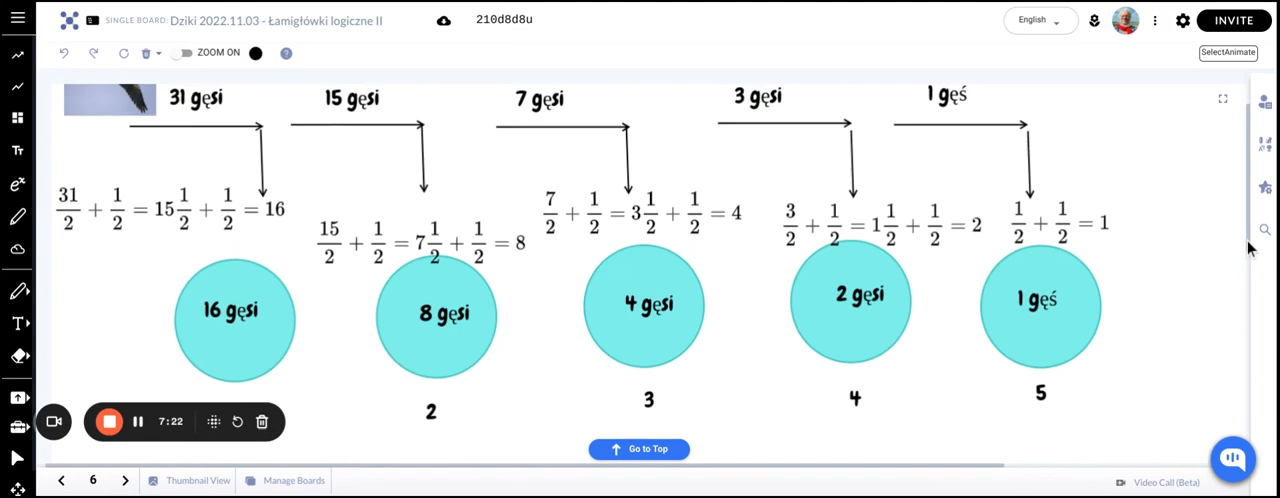 SINGLE BOARD: Dziki 2022.11.03 - Łamigłówki logiczne II
210d8d8u
English
INVITE
ZOOM ON
SelectAnimate
31 gęsi
15 gęsi
7 gęsi
3 gęsi
1 gęś
31/2 + 1/2 = 15 1/2 + 1/2 = 16
15/2 + 1/2 = 7 1/2 + 1/2 = 8
7/2 + 1/2 = 3 1/2 + 1/2 = 4
3/2 + 1/2 = 1 1/2 + 1/2 = 2
1/2 + 1/2 = 1
16 gęsi
8 gęsi
4 gęsi
2 gęsi
1 gęś
2
3
4
5
7:22
Go to Top
6
Thumbnail View
Manage Boards
Video Call (Beta)